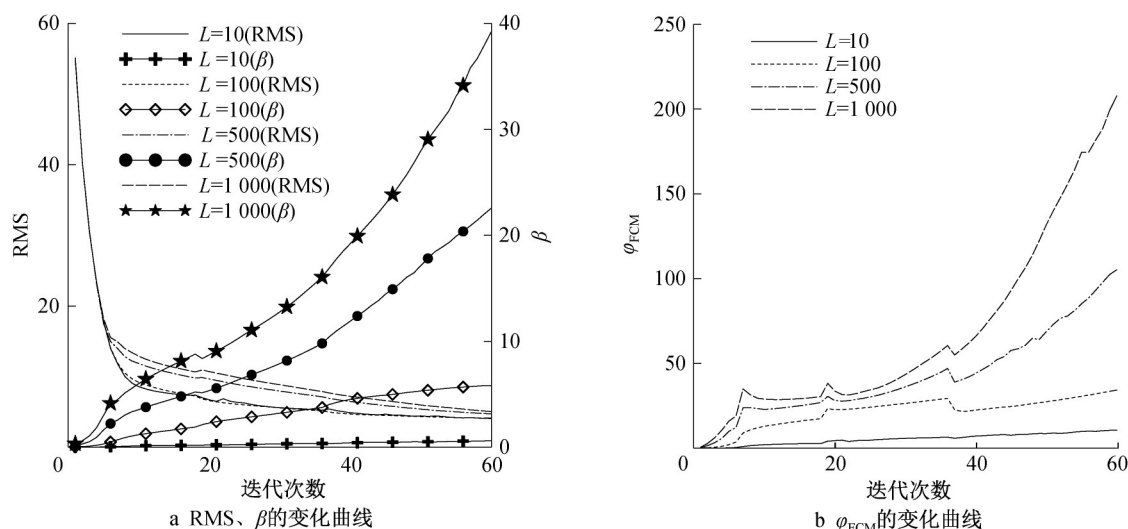 60
40
20
0
RMS
L=10(RMS)
L=10(β)
L=100(RMS)
L=100(β)
L=500(RMS)
L=500(β)
L=1 000(RMS)
L=1 000(β)
40
30
20
10
0
β
0 20 40 60
迭代次数
a RMS、β的变化曲线
250
200
150
100
50
0
φFCM
L=10
L=100
L=500
L=1 000
20 40 60
迭代次数
b φFCM的变化曲线